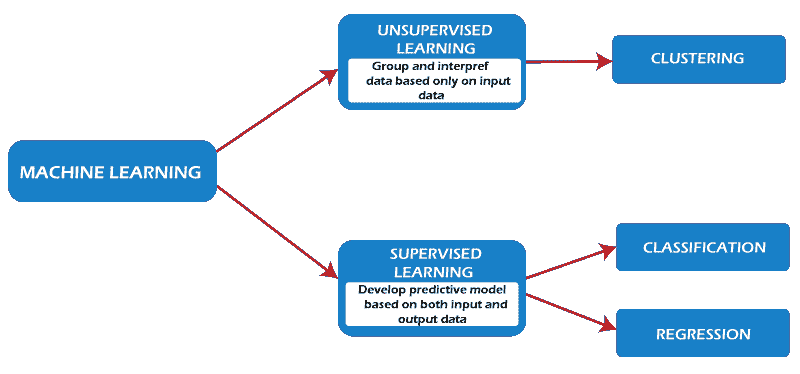 UNSUPERVISED
LEARNING
Group and interpref
data based only on input
data
CLUSTERING
MACHINE LEARNING
SUPERVISED
LEARNING
Develop predictive model
based on both input and
output data
CLASSIFICATION
REGRESSION